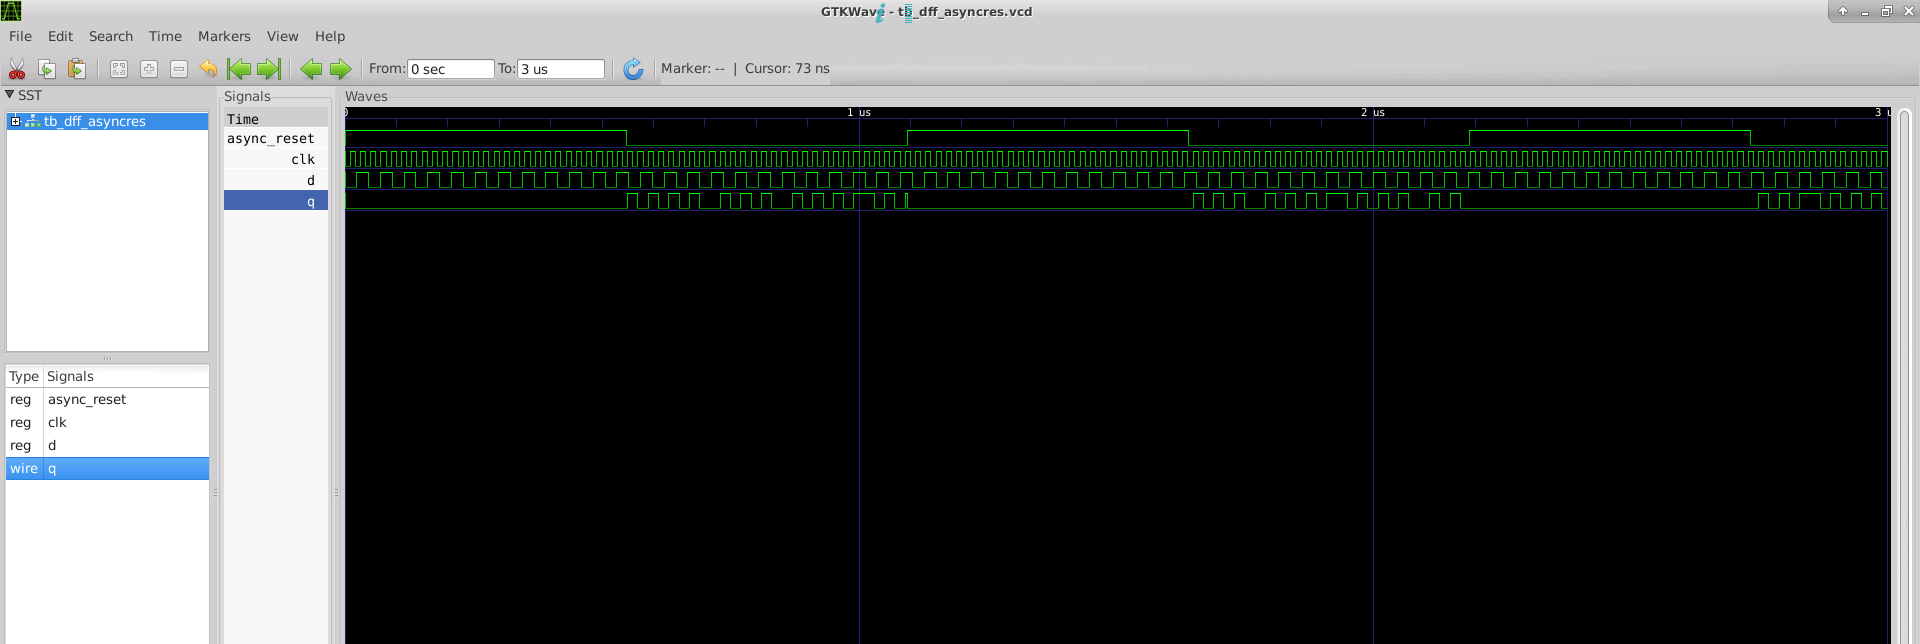 GTKWave - tb_dff_asyncres.vcd
File Edit Search Time Markers View Help
From: 0 sec To: 3 us Marker: -- | Cursor: 73 ns
SST
tb_dff_asyncres
Type Signals
reg async_reset
reg clk
reg d
wire q
Signals
Time
async_reset
clk
d
q
Waves
1 us 2 us 3 u